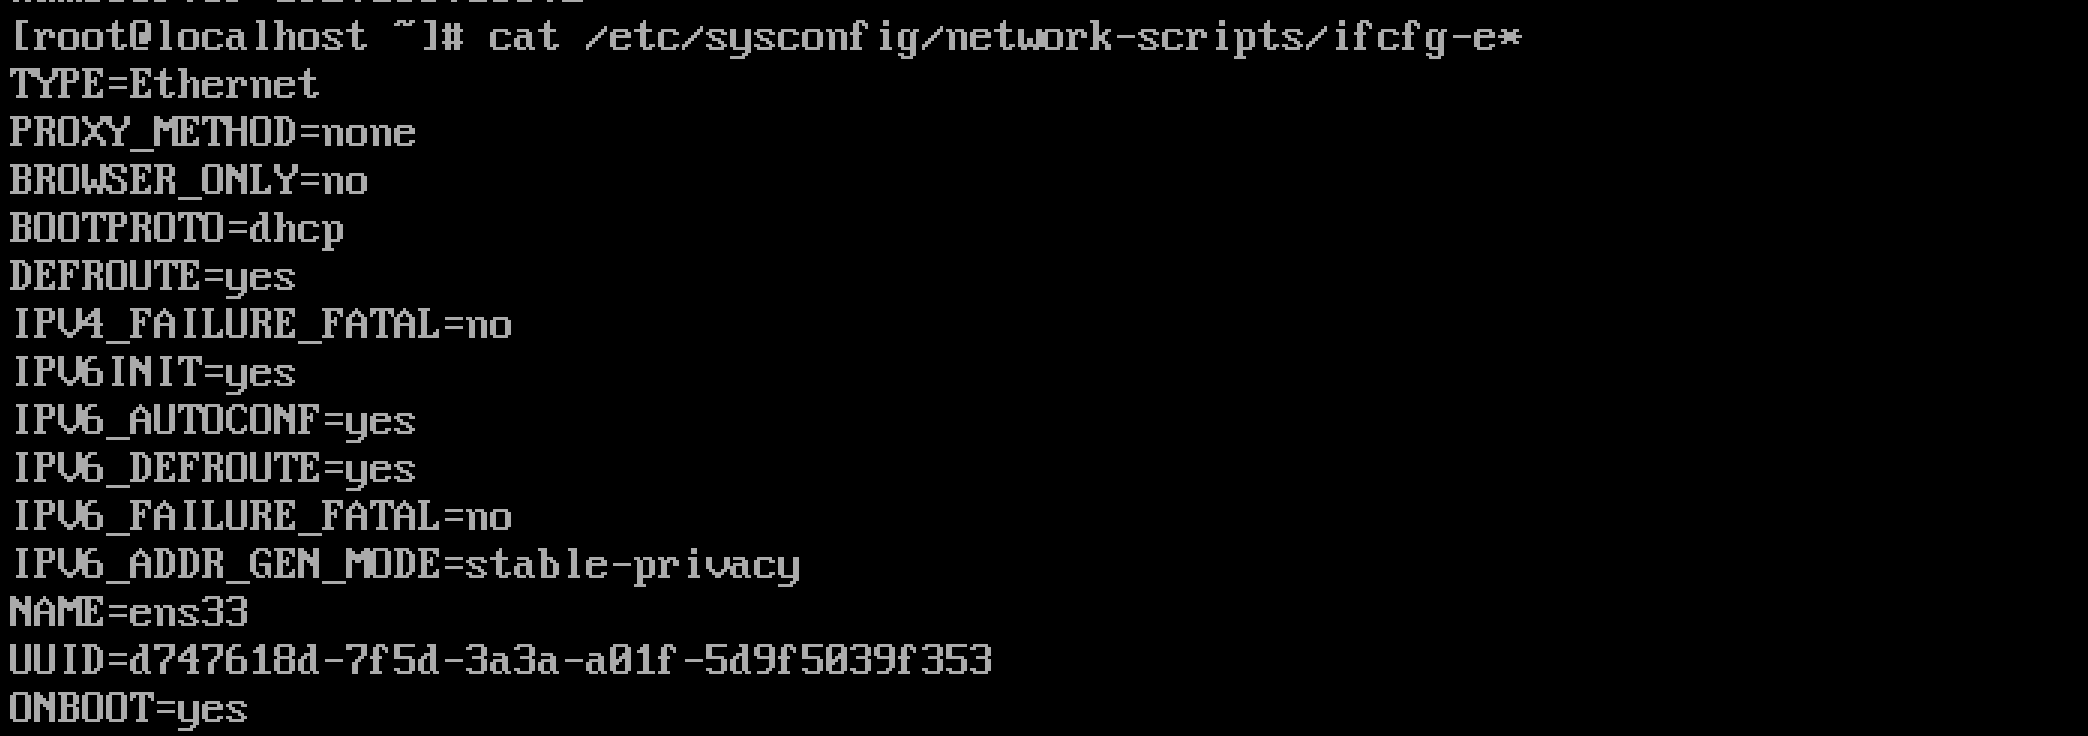 [root@localhost ~]# cat /etc/sysconfig/network-scripts/ifcfg-e*
TYPE=Ethernet
PROXY_METHOD=none
BROWSER_ONLY=no
BOOTPROTO=dhcp
DEFROUTE=yes
IPV4_FAILURE_FATAL=no
IPV6INIT=yes
IPV6_AUTOCONF=yes
IPV6_DEFROUTE=yes
IPV6_FAILURE_FATAL=no
IPV6_ADDR_GEN_MODE=stable-privacy
NAME=ens33
UUID=d747618d-7f5d-3a3a-a01f-5d9f5039f353
ONBOOT=yes